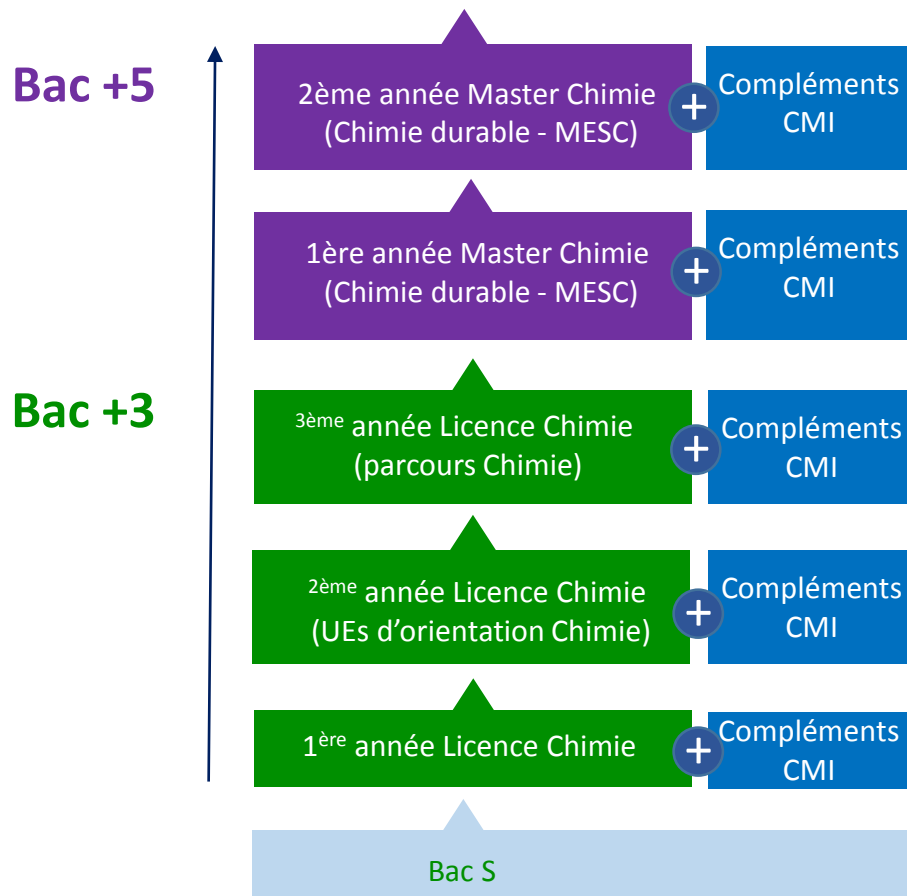 Bac +5
2ème année Master Chimie
(Chimie durable - MESC)
+
Compléments
CMI
1ère année Master Chimie
(Chimie durable - MESC)
+
Compléments
CMI
Bac +3
3ème année Licence Chimie
(parcours Chimie)
+
Compléments
CMI
2ème année Licence Chimie
(UEs d'orientation Chimie)
+
Compléments
CMI
1ère année Licence Chimie
+
Compléments
CMI
Bac S